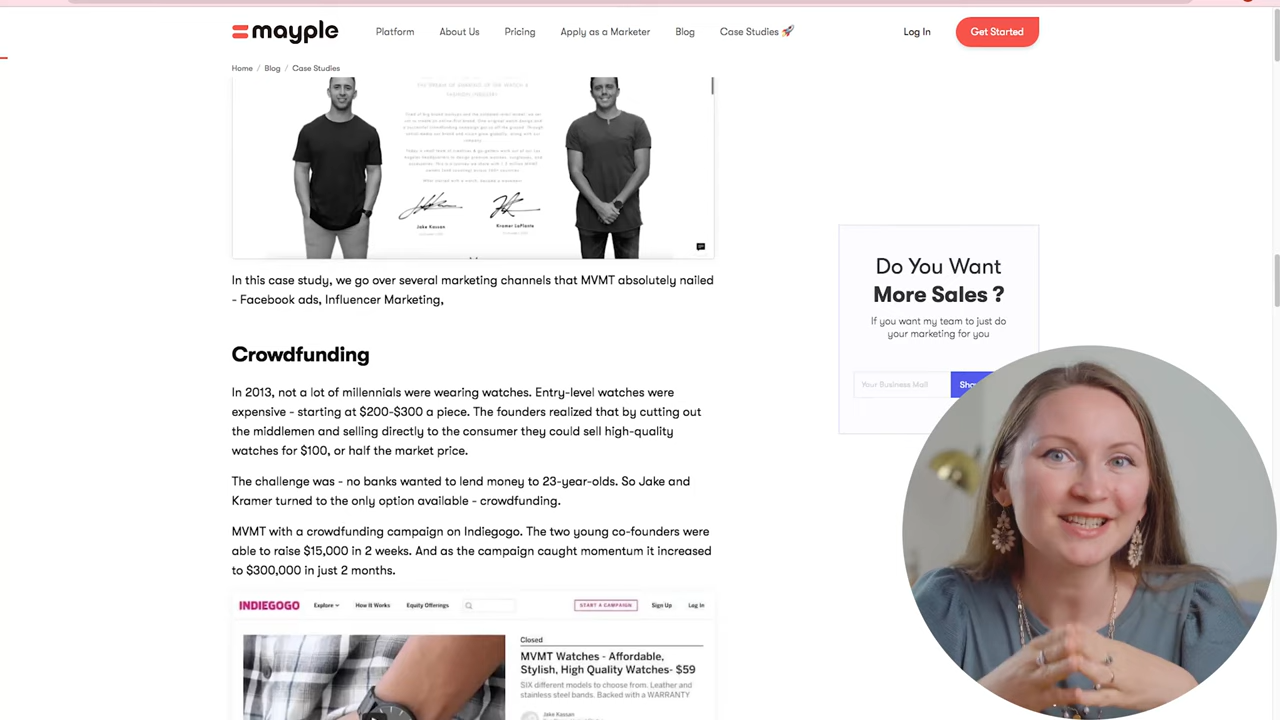 mayple Platform About Us Pricing Apply as a Marketer Blog Case Studies 🚀 Log In Get Started
Home / Blog / Case Studies
Jake Kassan Kramer LaPlante
In this case study, we go over several marketing channels that MVMT absolutely nailed
- Facebook ads, Influencer Marketing,
Crowdfunding
In 2013, not a lot of millennials were wearing watches. Entry-level watches were
expensive - starting at $200-$300 a piece. The founders realized that by cutting out
the middlemen and selling directly to the consumer they could sell high-quality
watches for $100, or half the market price.
The challenge was - no banks wanted to lend money to 23-year-olds. So Jake and
Kramer turned to the only option available - crowdfunding.
MVMT with a crowdfunding campaign on Indiegogo. The two young co-founders were
able to raise $15,000 in 2 weeks. And as the campaign caught momentum it increased
to $300,000 in just 2 months.
INDIEGOGO Explore How It Works Equity Offerings START A CAMPAIGN Sign Up Log In
Closed
MVMT Watches - Affordable,
Stylish, High Quality Watches- $59
SIX different models to choose from. Leather and
stainless steel bands. Backed with a WARRANTY
Jake Kassan
Do You Want
More Sales ?
If you want my team to just do
your marketing for you
Your Business Mail